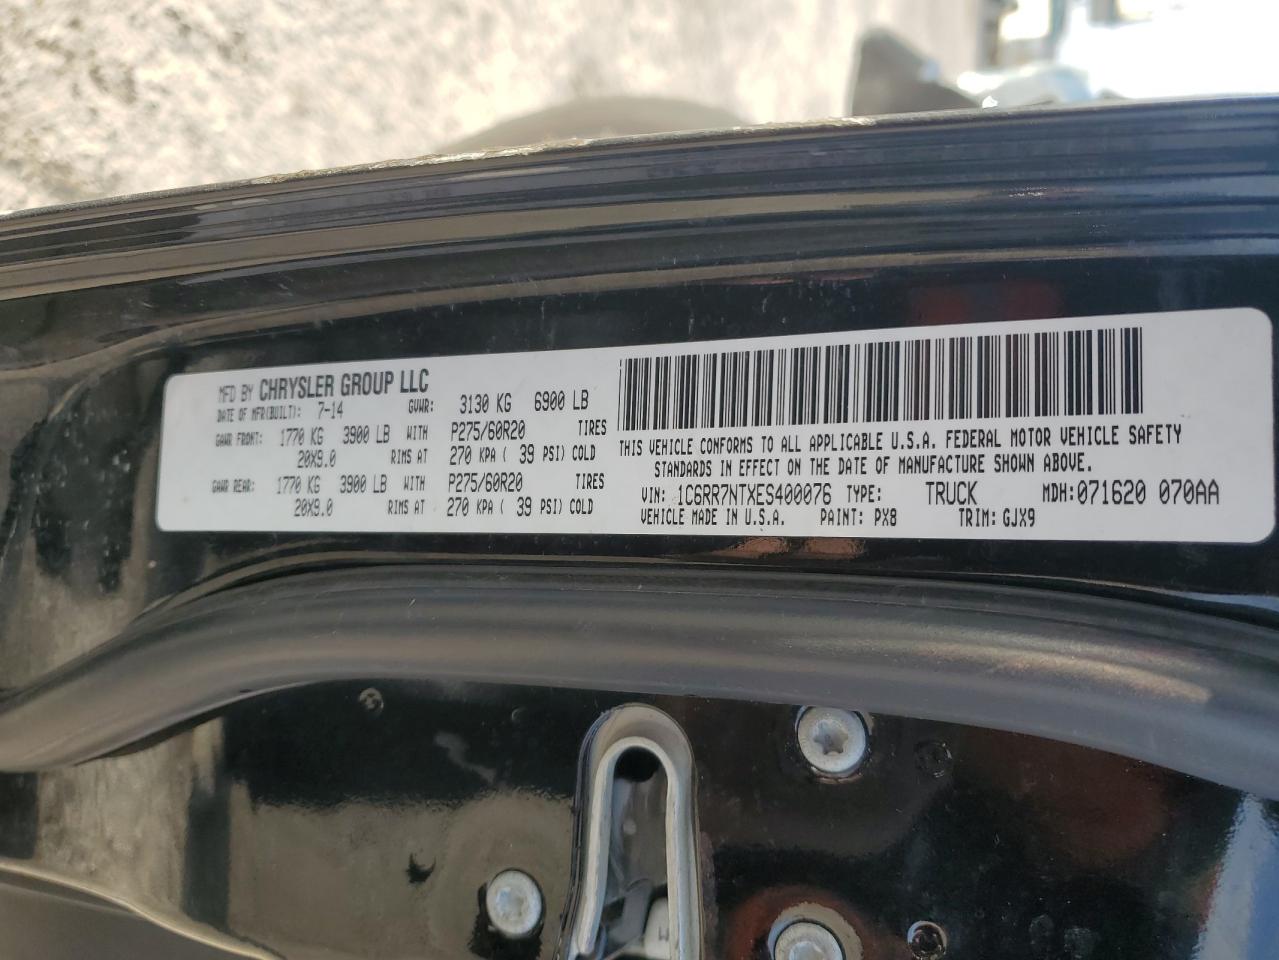 MFD BY CHRYSLER GROUP LLC
DATE OF MFR(BUILT): 7-14 GVWR: 3130 KG 6900 LB
GAWR FRONT: 1770 KG 3900 LB WITH P275/60R20 TIRES
20X9.0 RIMS AT 270 KPA ( 39 PSI) COLD
GAWR REAR: 1770 KG 3900 LB WITH P275/60R20 TIRES
20X9.0 RIMS AT 270 KPA ( 39 PSI) COLD
THIS VEHICLE CONFORMS TO ALL APPLICABLE U.S.A. FEDERAL MOTOR VEHICLE SAFETY
STANDARDS IN EFFECT ON THE DATE OF MANUFACTURE SHOWN ABOVE.
VIN: 1C6RR7NTXES400076 TYPE: TRUCK MDH:071620 070AA
VEHICLE MADE IN U.S.A. PAINT: PX8 TRIM: GJX9